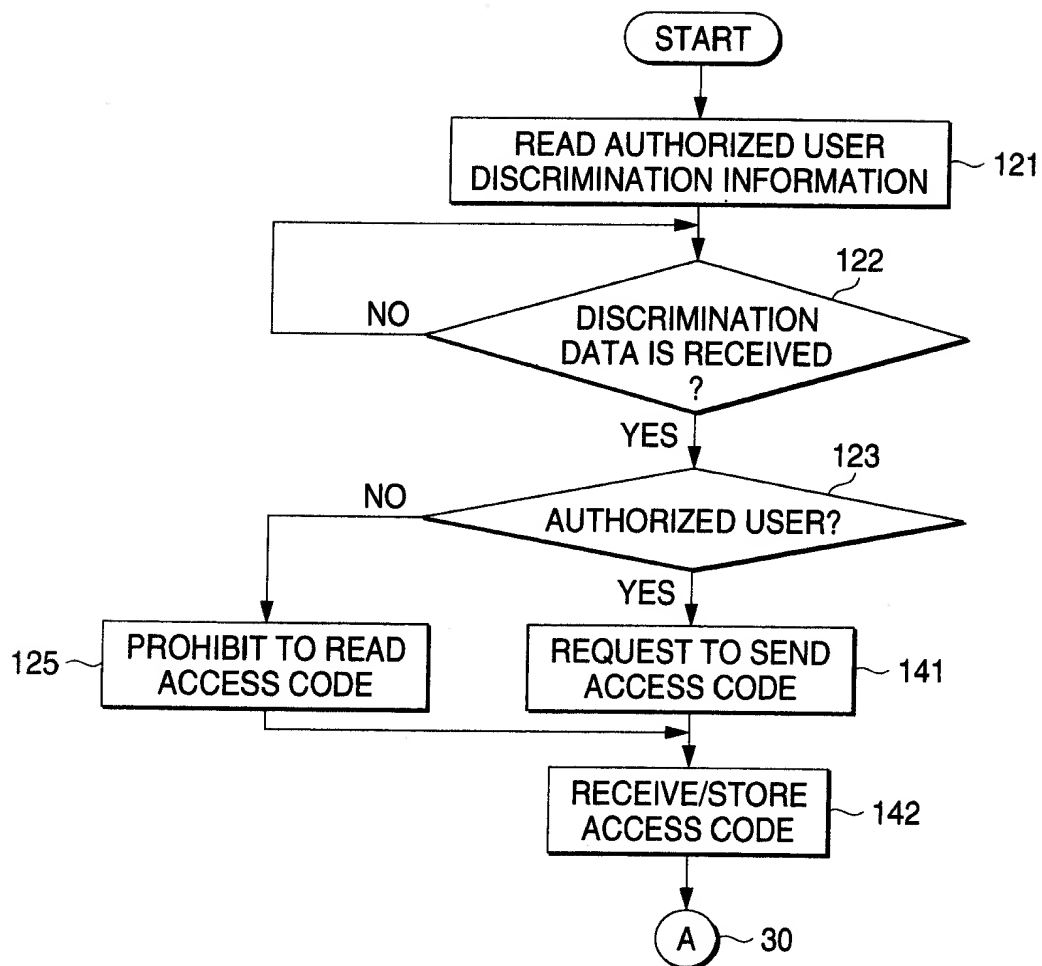 START
READ AUTHORIZED USER
DISCRIMINATION INFORMATION
121
122
NO
DISCRIMINATION
DATA IS RECEIVED
?
YES
123
NO
AUTHORIZED USER?
YES
125
PROHIBIT TO READ
ACCESS CODE
REQUEST TO SEND
ACCESS CODE
141
RECEIVE/STORE
ACCESS CODE
142
A
30